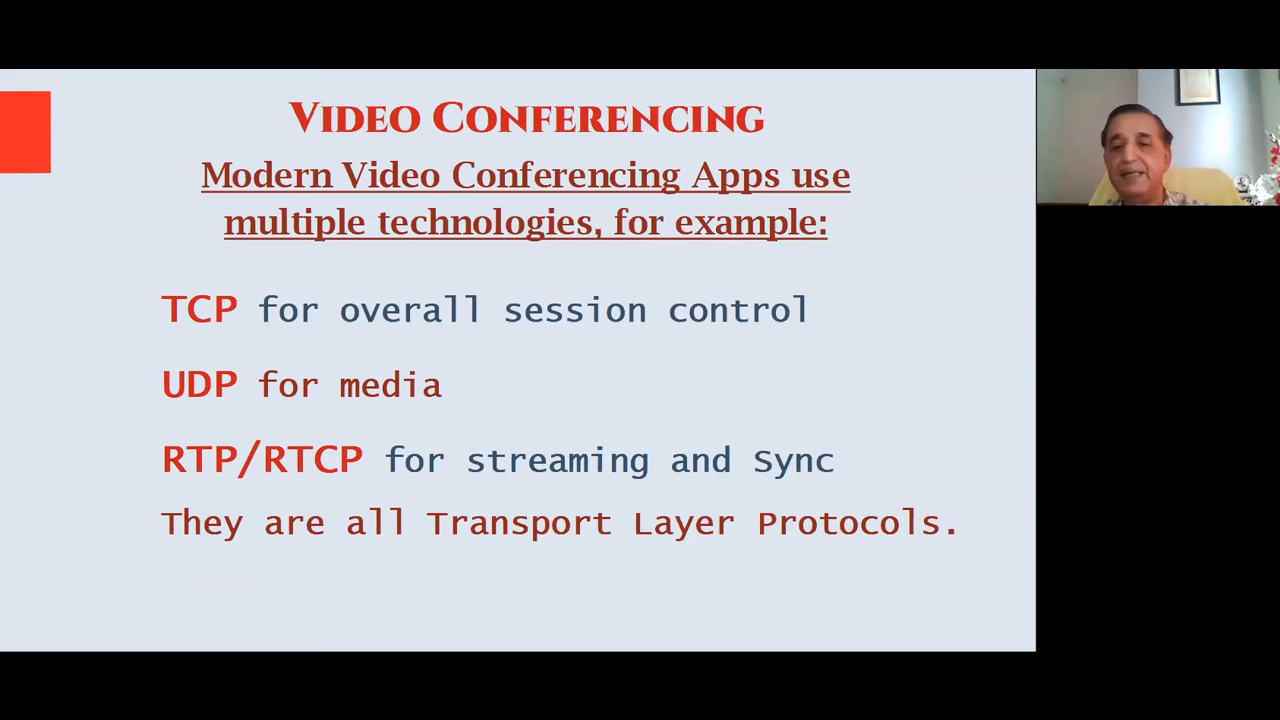 VIDEO CONFERENCING
Modern Video Conferencing Apps use
multiple technologies, for example:
TCP for overall session control
UDP for media
RTP/RTCP for streaming and Sync
They are all Transport Layer Protocols.